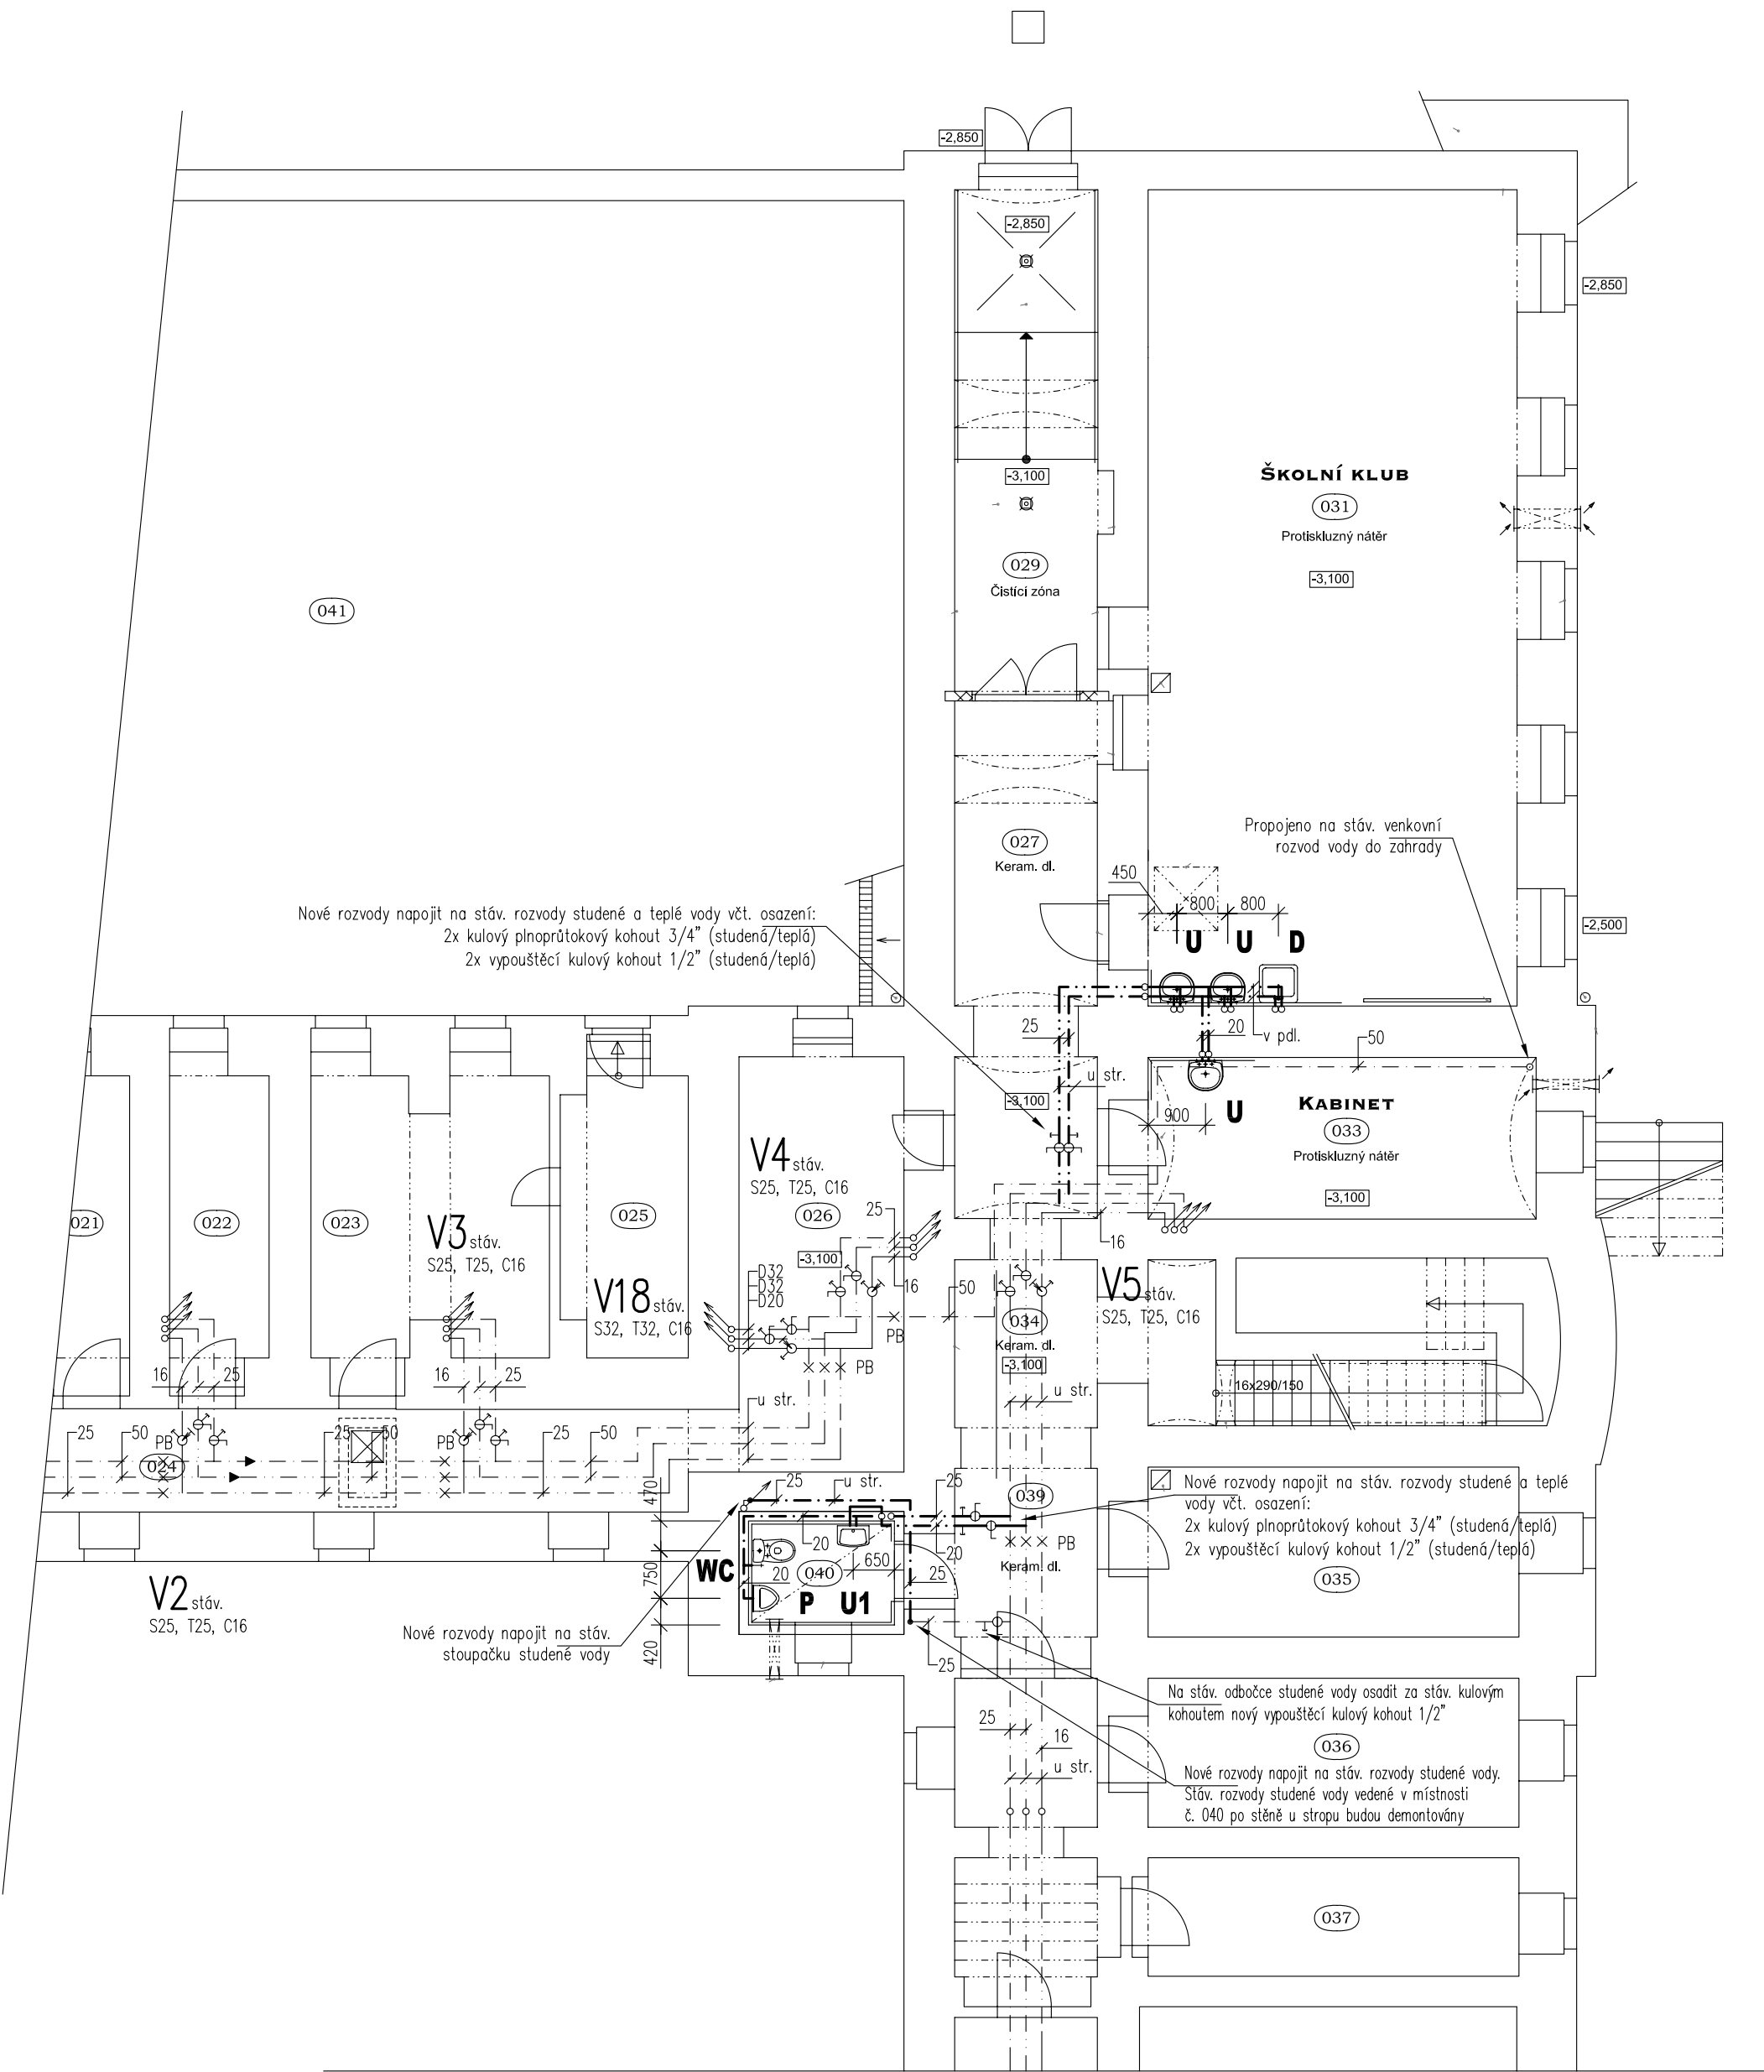 -2,850
-2,850
-2,850
-3,100
ŠKOLNÍ KLUB
031
Protiskluzný nátěr
-3,100
029
Čistící zóna
041
027
Keram. dl.
Propojeno na stáv. venkovní
rozvod vody do zahrady
450
800
800
U
U
D
-2,500
Nové rozvody napojit na stáv. rozvody studené a teplé vody včt. osazení:
2x kulový plnoprůtokový kohout 3/4" (studená/teplá)
2x vypouštěcí kulový kohout 1/2" (studená/teplá)
25
20
v pdl.
50
u str.
-3,100
900
U
KABINET
033
Protiskluzný nátěr
-3,100
V4 stáv.
S25, T25, C16
026
-3,100
25
16
021
022
023
025
V3 stáv.
S25, T25, C16
V18 stáv.
S32, T32, C16
D32
D32
D20
16
50
PB
PB
V5 stáv.
S25, T25, C16
034
Keram. dl.
-3,100
u str.
16x290/150
16
25
16
25
u str.
25
50
PB
024
25
50
PB
25
50
470
750
420
25
u str.
25
20
20
650
20
25
25
WC
040
P
U1
039
PB
Keram. dl.
Nové rozvody napojit na stáv. rozvody studené a teplé
vody včt. osazení:
2x kulový plnoprůtokový kohout 3/4" (studená/teplá)
2x vypouštěcí kulový kohout 1/2" (studená/teplá)
035
V2 stáv.
S25, T25, C16
Nové rozvody napojit na stáv.
stoupačku studené vody
Na stáv. odbočce studené vody osadit za stáv. kulovým
kohoutem nový vypouštěcí kulový kohout 1/2"
036
25
16
u str.
Nové rozvody napojit na stáv. rozvody studené vody.
Stáv. rozvody studené vody vedené v místnosti
č. 040 po stěně u stropu budou demontovány
037